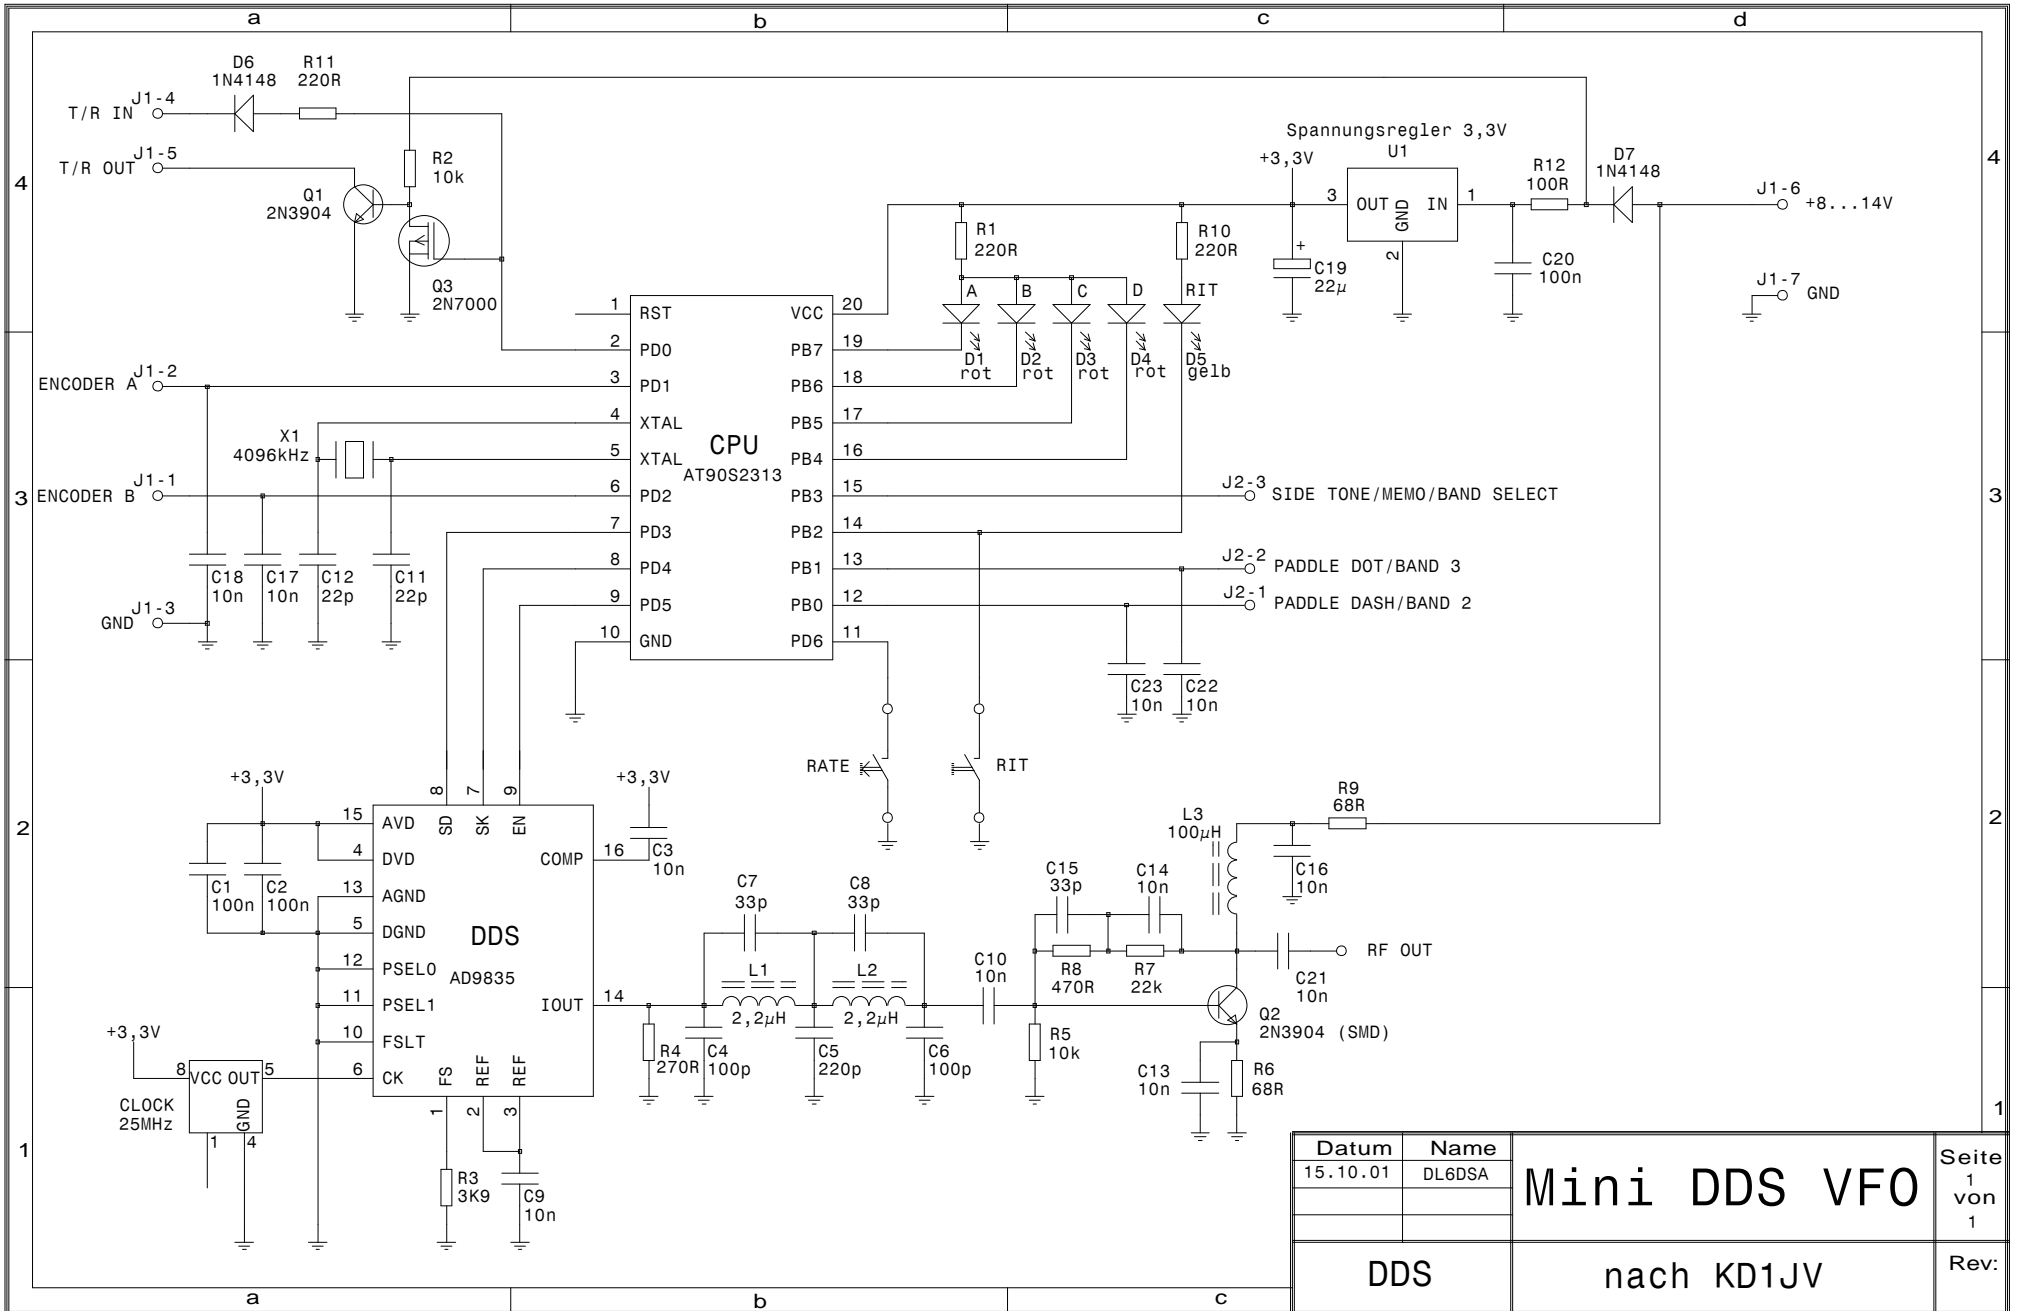 a b c d
4 4
3 3
2 2
1 1
a b c
D6
1N4148
R11
220R
J1-4
T/R IN
J1-5
T/R OUT
R2
10k
Q1
2N3904
Q3
2N7000
Spannungsregler 3,3V
U1
+3,3V
3 OUT GND IN 1
2
R12
100R
D7
1N4148
J1-6
+8...14V
C19
22µ
+
C20
100n
J1-7
GND
R1
220R
R10
220R
A B C D RIT
D1
rot
D2
rot
D3
rot
D4
rot
D5
gelb
CPU
AT90S2313
1 RST
2 PD0
3 PD1
4 XTAL
5 XTAL
6 PD2
7 PD3
8 PD4
9 PD5
10 GND
VCC 20
PB7 19
PB6 18
PB5 17
PB4 16
PB3 15
PB2 14
PB1 13
PB0 12
PD6 11
J1-2
ENCODER A
X1
4096kHz
J1-1
ENCODER B
C18
10n
C17
10n
C12
22p
C11
22p
J1-3
GND
J2-3
SIDE TONE/MEMO/BAND SELECT
J2-2
PADDLE DOT/BAND 3
J2-1
PADDLE DASH/BAND 2
C23
10n
C22
10n
RATE
RIT
+3,3V
+3,3V
8 7 9
SD SK EN
15 AVD
4 DVD
13 AGND
5 DGND
12 PSEL0
11 PSEL1
10 FSLT
6 CK
COMP 16
IOUT 14
DDS
AD9835
FS REF REF
1 2 3
C3
10n
C1
100n
C2
100n
+3,3V
8 VCC OUT 5
GND
1 4
CLOCK
25MHz
R3
3K9
C9
10n
C7
33p
C8
33p
L1
2,2µH
L2
2,2µH
R4
270R
C4
100p
C5
220p
C6
100p
C10
10n
C15
33p
C14
10n
R8
470R
R7
22k
R5
10k
L3
100µH
R9
68R
C16
10n
RF OUT
C21
10n
Q2
2N3904 (SMD)
C13
10n
R6
68R
Datum Name
15.10.01 DL6DSA
Mini DDS VFO
Seite
1
von
1
DDS
nach KD1JV
Rev: